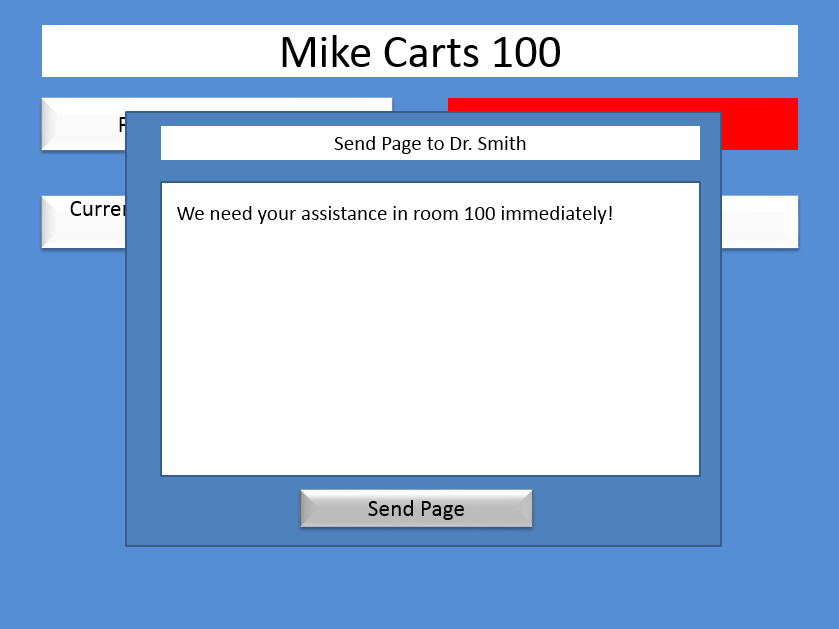 Mike Carts 100
Send Page to Dr. Smith
We need your assistance in room 100 immediately!
Send Page